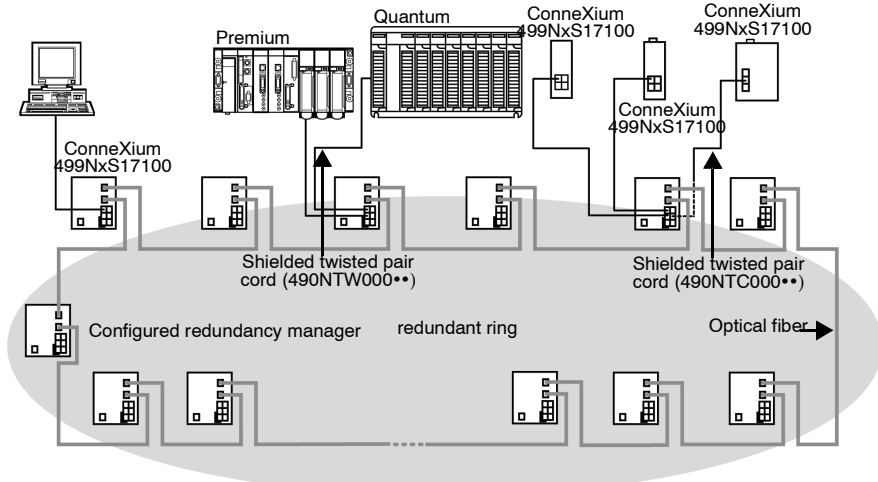 Premium
Quantum
ConneXium
499NxS17100
ConneXium
499NxS17100
ConneXium
499NxS17100
ConneXium
499NxS17100
Shielded twisted pair
cord (490NTW000••)
Shielded twisted pair
cord (490NTC000••)
Configured redundancy manager
redundant ring
Optical fiber